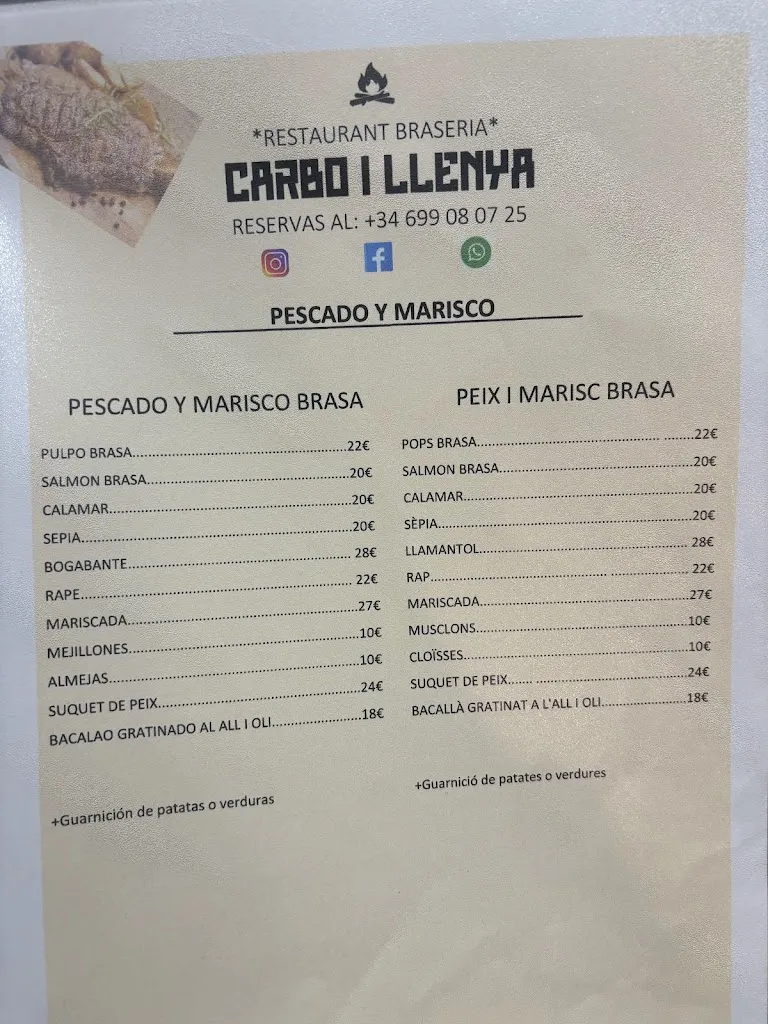 *RESTAURANT BRASERIA*
CARBO I LLENYA
RESERVAS AL: +34 699 08 07 25
PESCADO Y MARISCO
PESCADO Y MARISCO BRASA
PULPO BRASA.................................................22€
SALMON BRASA..............................................20€
CALAMAR.......................................................20€
SEPIA..............................................................20€
BOGABANTE................................................... 28€
RAPE.............................................................. 22€
MARISCADA.....................................................27€
MEJILLONES.....................................................10€
ALMEJAS..........................................................10€
SUQUET DE PEIX..............................................24€
BACALAO GRATINADO AL ALL I OLI.....................18€
+Guarnición de patatas o verduras
PEIX I MARISC BRASA
POPS BRASA.......................................... .......22€
SALMON BRASA............................................20€
CALAMAR.....................................................20€
SÈPIA...........................................................20€
LLAMANTOL................................................ 28€
RAP......................................... .................. 22€
MARISCADA.................................................27€
MUSCLONS..................................................10€
CLOÏSSES.....................................................10€
SUQUET DE PEIX...... ...................................24€
BACALLÀ GRATINAT A L'ALL I OLI....................18€
+Guarnició de patates o verdures